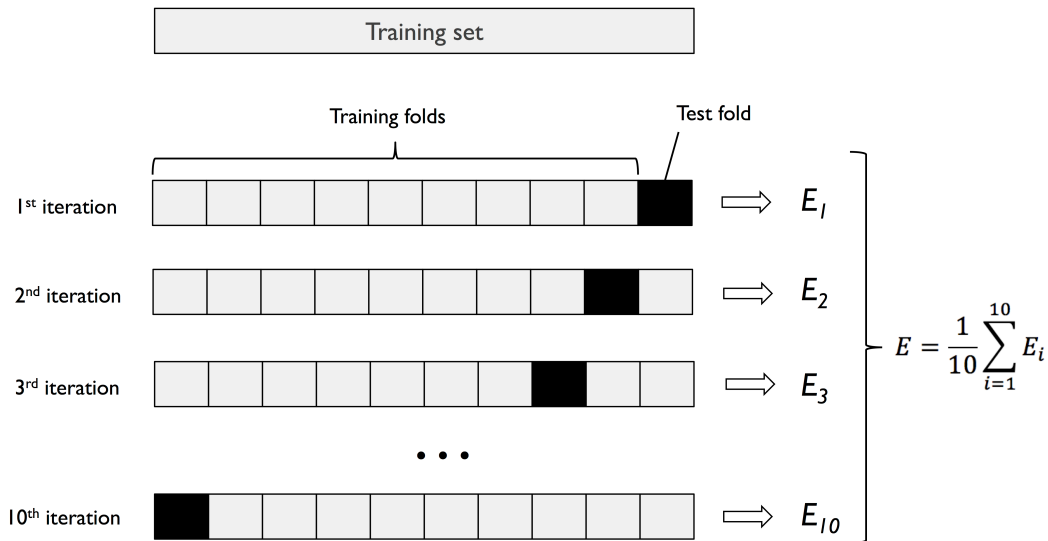 Training set
Training folds
Test fold
1st iteration
E1
2nd iteration
E2
E = 1/10 10∑i=1 Ei
3rd iteration
E3
...
10th iteration
E10